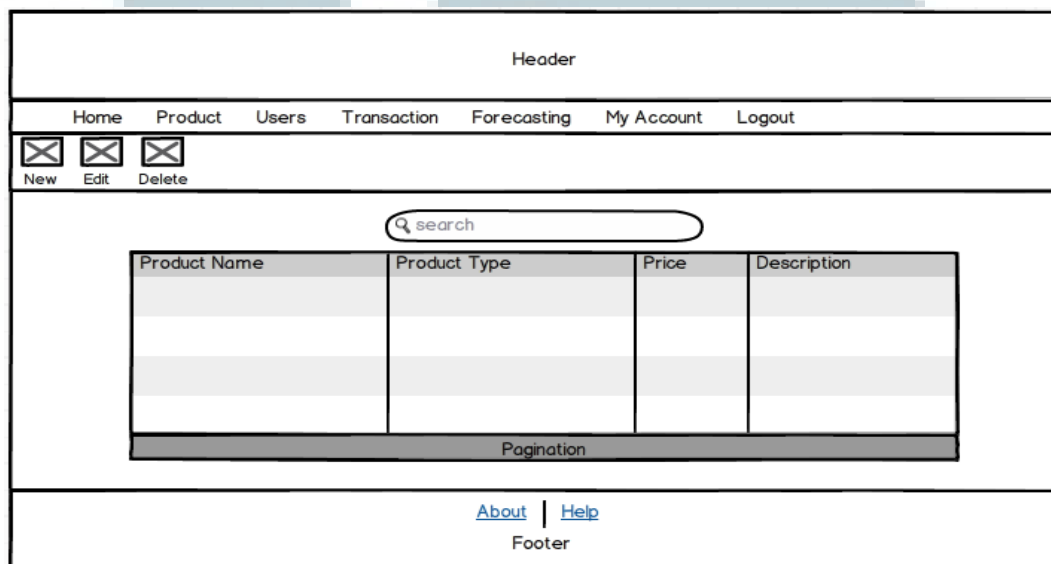 Header
Home Product Users Transaction Forecasting My Account Logout
New Edit Delete
search
Product Name Product Type Price Description
Pagination
About | Help
Footer